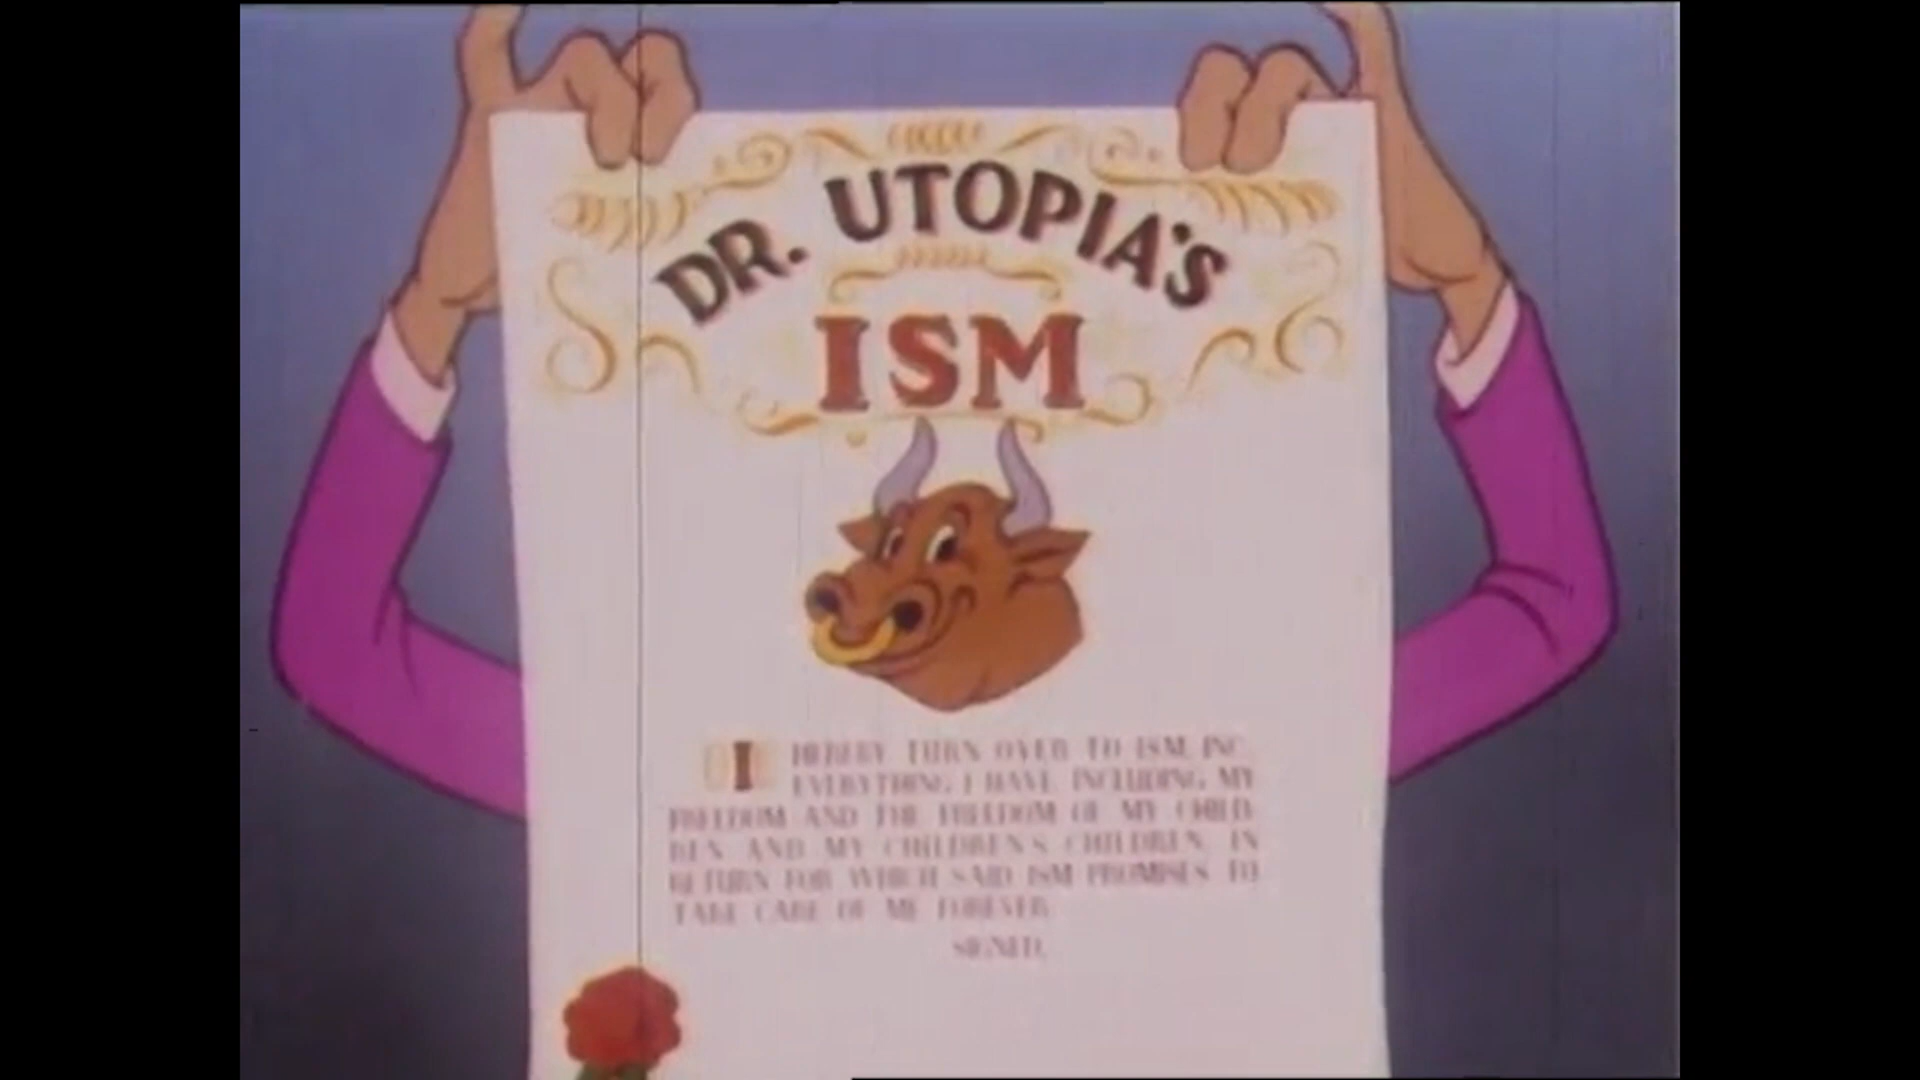 DR. UTOPIA'S
ISM
I HEREBY TURN OVER TO ISM, INC.
EVERYTHING I HAVE, INCLUDING MY
FREEDOM AND THE FREEDOM OF MY CHILD-
REN AND MY CHILDREN'S CHILDREN, IN
RETURN FOR WHICH SAID ISM PROMISES TO
TAKE CARE OF ME FOREVER.
SIGNED,